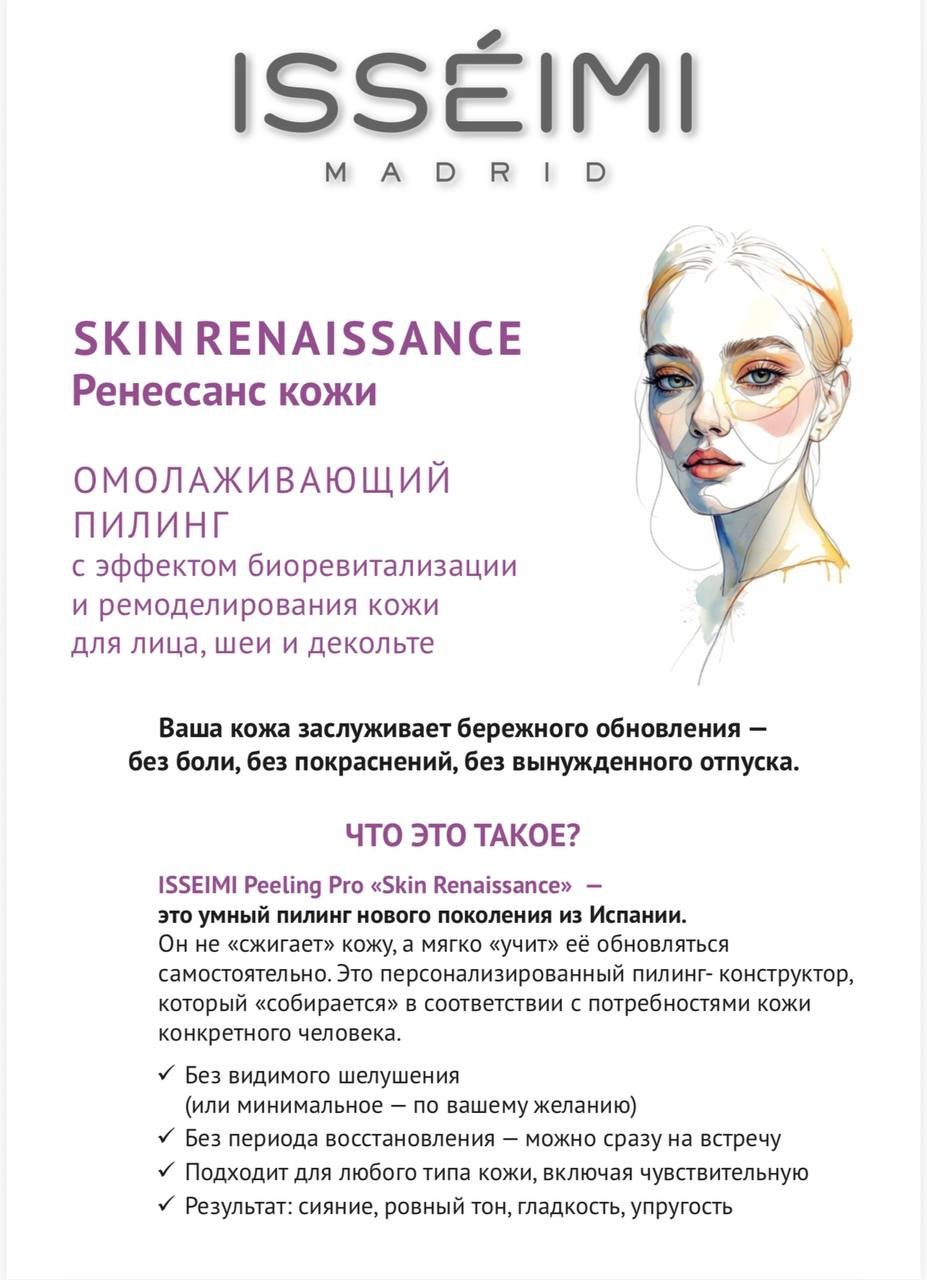 ISSÉIMI
MADRID
SKIN RENAISSANCE
Ренессанс кожи
ОМОЛАЖИВАЮЩИЙ
ПИЛИНГ
с эффектом биоревитализации
и ремоделирования кожи
для лица, шеи и декольте
Ваша кожа заслуживает бережного обновления —
без боли, без покраснений, без вынужденного отпуска.
ЧТО ЭТО ТАКОЕ?
ISSEIMI Peeling Pro «Skin Renaissance» —
это умный пилинг нового поколения из Испании.
Он не «сжигает» кожу, а мягко «учит» её обновляться
самостоятельно. Это персонализированный пилинг- конструктор,
который «собирается» в соответствии с потребностями кожи
конкретного человека.
✓ Без видимого шелушения
(или минимальное — по вашему желанию)
✓ Без периода восстановления — можно сразу на встречу
✓ Подходит для любого типа кожи, включая чувствительную
✓ Результат: сияние, ровный тон, гладкость, упругость